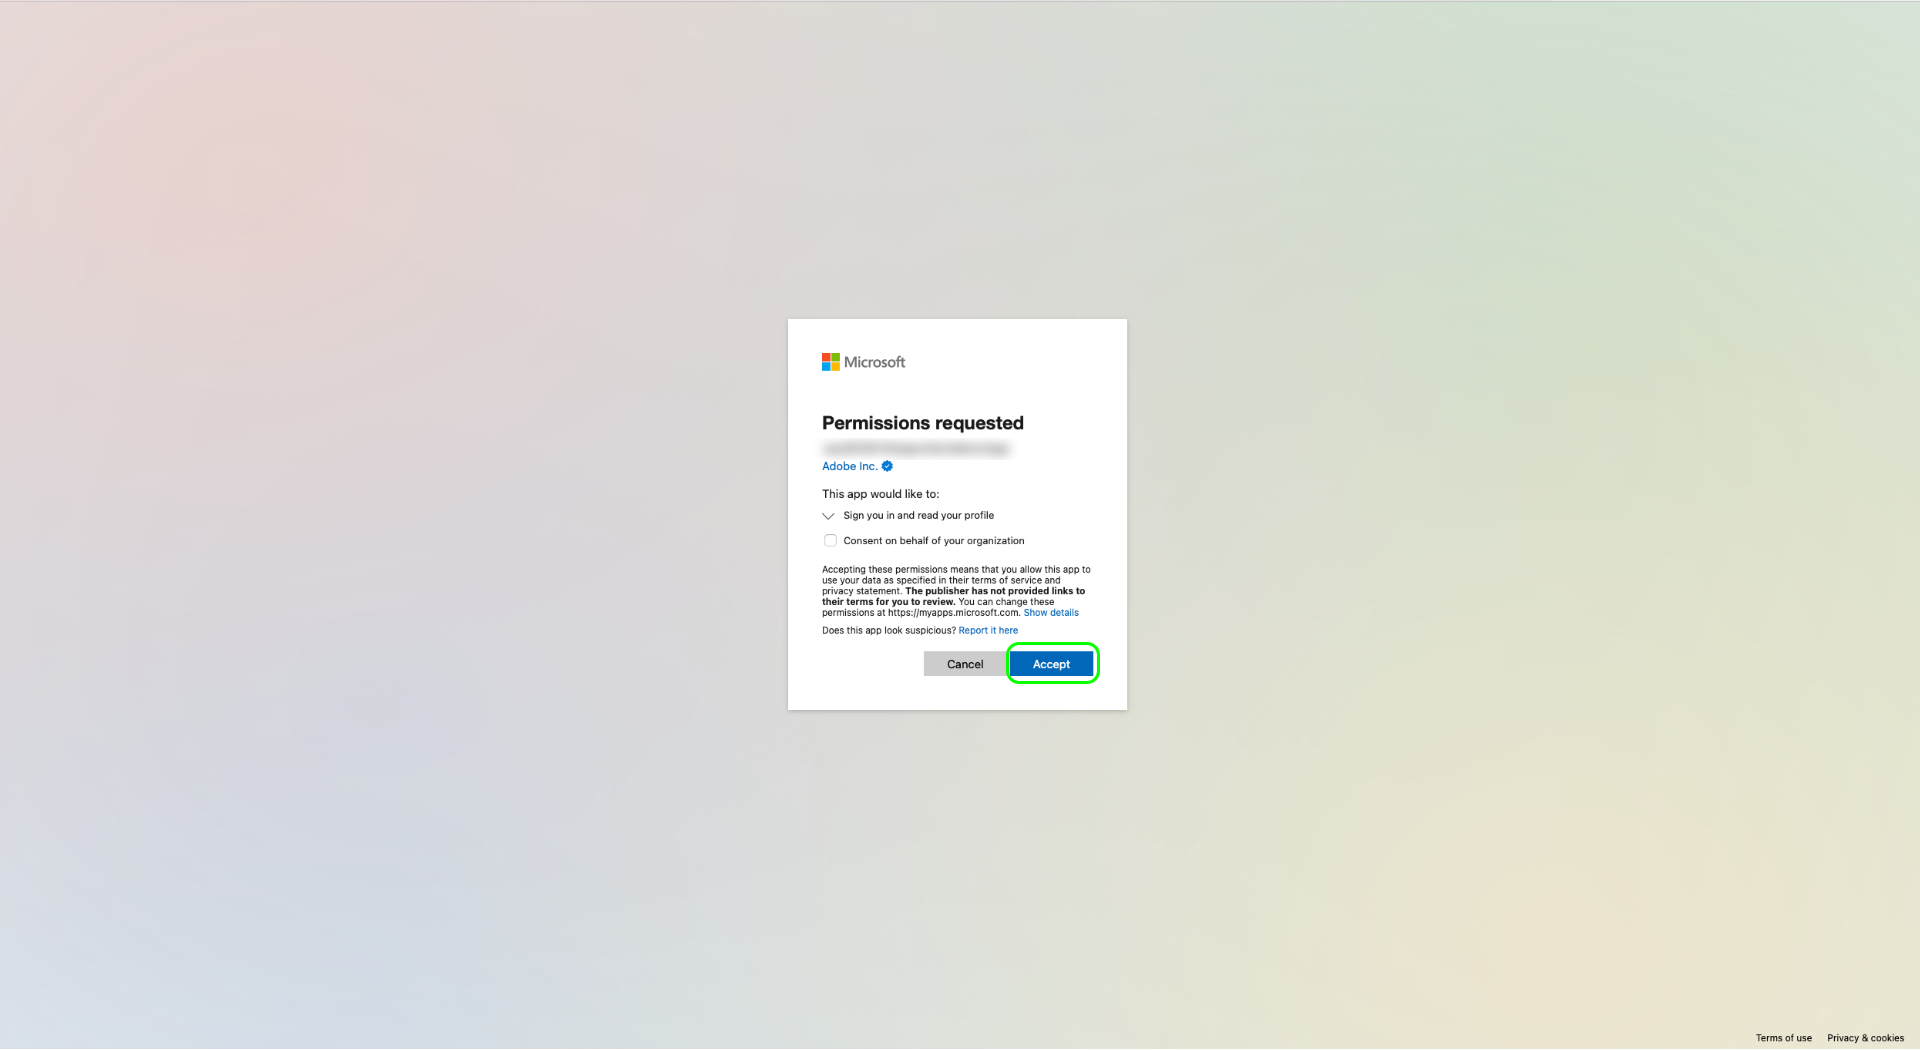 Microsoft
Permissions requested
Adobe Inc.
This app would like to:
Sign you in and read your profile
Consent on behalf of your organization
Accepting these permissions means that you allow this app to
use your data as specified in their terms of service and
privacy statement. The publisher has not provided links to
their terms for you to review. You can change these
permissions at https://myapps.microsoft.com. Show details
Does this app look suspicious? Report it here
Cancel Accept
Terms of use Privacy & cookies